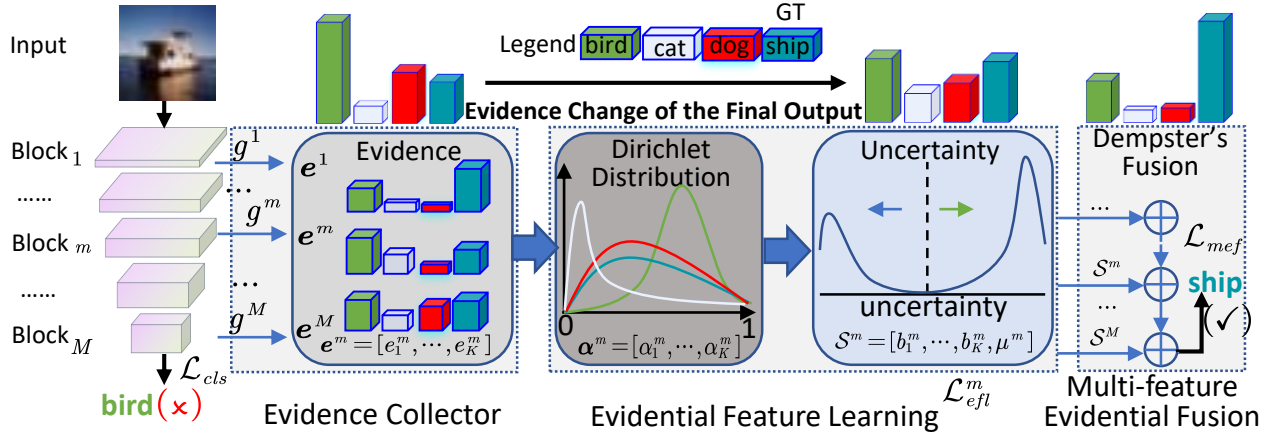 Input
Legend bird cat dog ship
GT
Evidence Change of the Final Output
Block 1
......
Block m
......
Block M
g^1
...
g^m
...
g^M
Evidence
e^1
e^m
e^M
e^m=[e_1^m,⋯,e_K^m]
Dirichlet
Distribution
0
1
α^m=[α_1^m,⋯,α_K^m]
Uncertainty
uncertainty
S^m=[b_1^m,⋯,b_K^m,μ^m]
Dempster's
Fusion
...
S^m
...
S^M
L_mef
ship
(✓)
L_cls
bird(×)
Evidence Collector
Evidential Feature Learning
L_efl^m
Multi-feature
Evidential Fusion